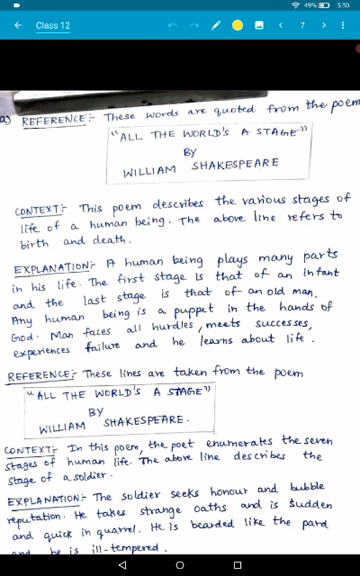 49% 5:30
Class 12
7
a) REFERENCE:- These words are quoted from the poem
"ALL THE WORLD'S A STAGE"
BY
WILLIAM SHAKESPEARE
CONTEXT:- This poem describes the various stages of
life of a human being. The above line refers to
birth and death.
EXPLANATION:- A human being plays many parts
in his life. The first stage is that of an infant
and the last stage is that of an old man.
Any human being is a puppet in the hands of
God. Man faces all hurdles, meets successes,
experiences failure and he learns about life.
REFERENCE:- These lines are taken from the poem
"ALL THE WORLD'S A STAGE"
BY
WILLIAM SHAKESPEARE.
CONTEXT:- In this poem, the poet enumerates the seven
stages of human life. The above line describes the
stage of a soldier.
EXPLANATION:- The soldier seeks honour and bubble
reputation. He takes strange oaths and is sudden
and quick in quarrel. He is bearded like the pard
and he is ill-tempered.